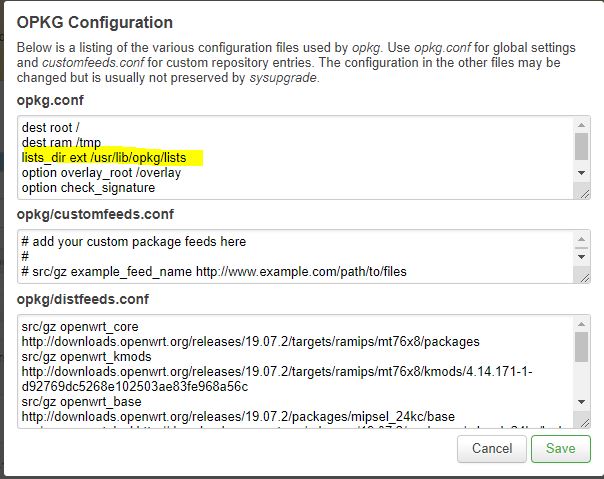 OPKG Configuration
Below is a listing of the various configuration files used by opkg. Use opkg.conf for global settings
and customfeeds.conf for custom repository entries. The configuration in the other files may be
changed but is usually not preserved by sysupgrade.
opkg.conf
dest root /
dest ram /tmp
lists_dir ext /usr/lib/opkg/lists
option overlay_root /overlay
option check_signature
opkg/customfeeds.conf
# add your custom package feeds here
#
# src/gz example_feed_name http://www.example.com/path/to/files
opkg/distfeeds.conf
src/gz openwrt_core
http://downloads.openwrt.org/releases/19.07.2/targets/ramips/mt76x8/packages
src/gz openwrt_kmods
http://downloads.openwrt.org/releases/19.07.2/targets/ramips/mt76x8/kmods/4.14.171-1-
d92769dc5268e102503ae83fe968a56c
src/gz openwrt_base
http://downloads.openwrt.org/releases/19.07.2/packages/mipsel_24kc/base
Cancel
Save